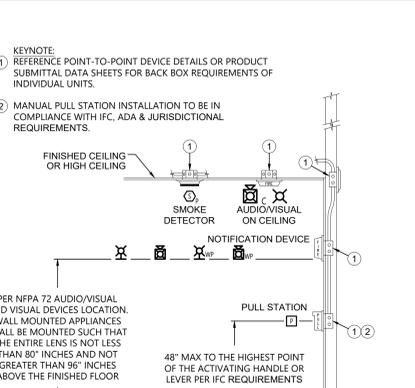 KEYNOTE:
1 REFERENCE POINT-TO-POINT DEVICE DETAILS OR PRODUCT
SUBMITTAL DATA SHEETS FOR BACK BOX REQUIREMENTS OF
INDIVIDUAL UNITS.
2 MANUAL PULL STATION INSTALLATION TO BE IN
COMPLIANCE WITH IFC, ADA & JURISDICTIONAL
REQUIREMENTS.
FINISHED CEILING
OR HIGH CEILING
1
1
1
S P
C
SMOKE
DETECTOR
AUDIO/VISUAL
ON CEILING
NOTIFICATION DEVICE
WP
WP
1
PER NFPA 72 AUDIO/VISUAL
D VISUAL DEVICES LOCATION.
WALL MOUNTED APPLIANCES
ALL BE MOUNTED SUCH THAT
HE ENTIRE LENS IS NOT LESS
THAN 80" INCHES AND NOT
GREATER THAN 96" INCHES
ABOVE THE FINISHED FLOOR
PULL STATION
P
1 2
48" MAX TO THE HIGHEST POINT
OF THE ACTIVATING HANDLE OR
LEVER PER IFC REQUIREMENTS